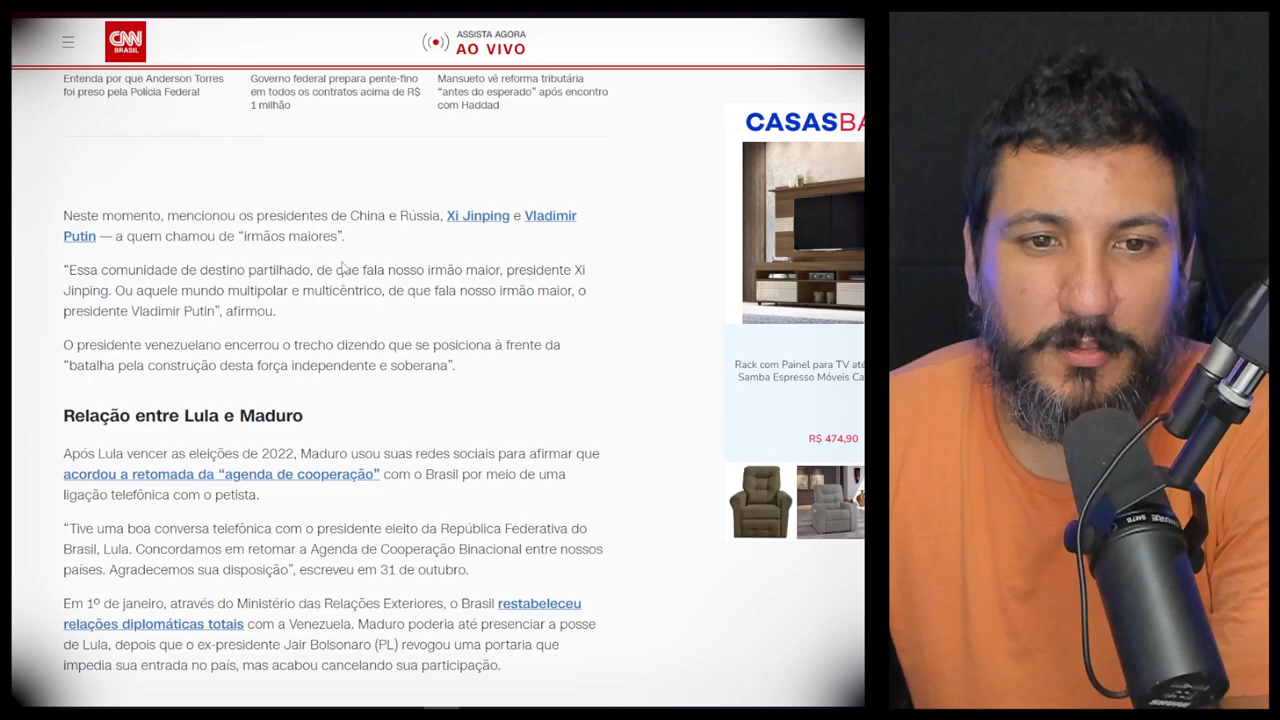 CNN
BRASIL
ASSISTA AGORA
AO VIVO
Entenda por que Anderson Torres
foi preso pela Polícia Federal
Governo federal prepara pente-fino
em todos os contratos acima de R$
1 milhão
Mansueto vê reforma tributária
“antes do esperado” após encontro
com Haddad
CASASBA
Neste momento, mencionou os presidentes de China e Rússia, Xi Jinping e Vladimir
Putin — a quem chamou de “irmãos maiores”.
“Essa comunidade de destino partilhado, de que fala nosso irmão maior, presidente Xi
Jinping. Ou aquele mundo multipolar e multicêntrico, de que fala nosso irmão maior, o
presidente Vladimir Putin”, afirmou.
O presidente venezuelano encerrou o trecho dizendo que se posiciona à frente da
“batalha pela construção desta força independente e soberana”.
Rack com Painel para TV até
Samba Espresso Móveis Ca
R$ 474,90
Relação entre Lula e Maduro
Após Lula vencer as eleições de 2022, Maduro usou suas redes sociais para afirmar que
acordou a retomada da “agenda de cooperação” com o Brasil por meio de uma
ligação telefônica com o petista.
“Tive uma boa conversa telefônica com o presidente eleito da República Federativa do
Brasil, Lula. Concordamos em retomar a Agenda de Cooperação Binacional entre nossos
países. Agradecemos sua disposição”, escreveu em 31 de outubro.
Em 1º de janeiro, através do Ministério das Relações Exteriores, o Brasil restabeleceu
relações diplomáticas totais com a Venezuela. Maduro poderia até presenciar a posse
de Lula, depois que o ex-presidente Jair Bolsonaro (PL) revogou uma portaria que
impedia sua entrada no país, mas acabou cancelando sua participação.
SHURE SM7B